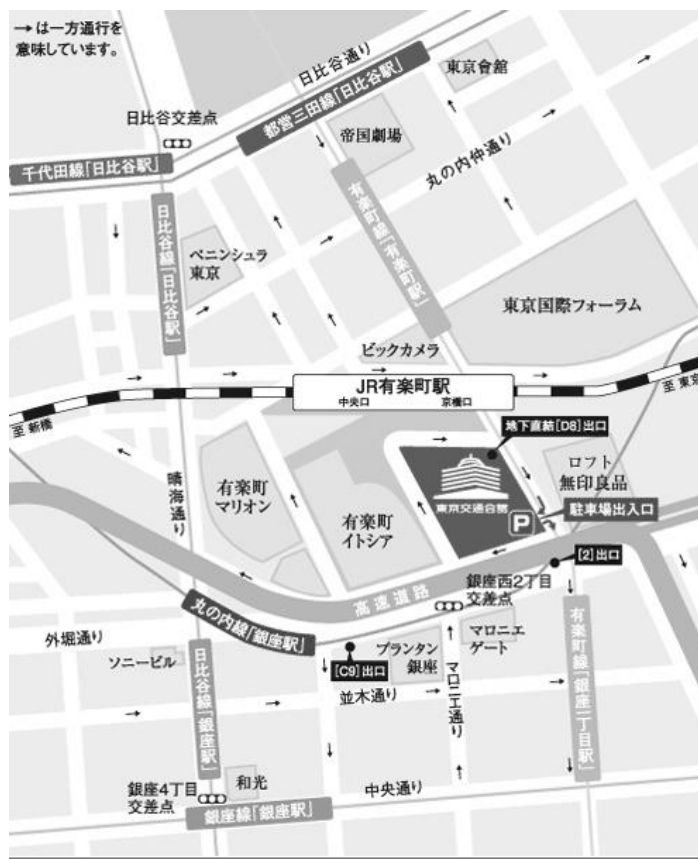 →は一方通行を
意味しています。
日比谷通り
東京會舘
都営三田線「日比谷駅」
日比谷交差点
帝国劇場
千代田線「日比谷駅」
丸の内仲通り
有楽町線「有楽町駅」
日比谷線「日比谷駅」
ペニンシュラ
東京
東京国際フォーラム
ビックカメラ
JR有楽町駅
中央口
京橋口
至 東京
至 新橋
地下直結[D8]出口
晴海通り
有楽町
マリオン
ロフト
無印良品
東京交通会館
有楽町
イトシア
P
駐車場出入口
[2]出口
高速道路
銀座西2丁目
交差点
丸の内線「銀座駅」
外堀通り
ソニービル
プランタン
銀座
マロニエ
ゲート
有楽町線「銀座一丁目駅」
日比谷線「銀座駅」
[C9]出口
並木通り
マロニエ通り
銀座4丁目
交差点
和光
中央通り
銀座線「銀座駅」